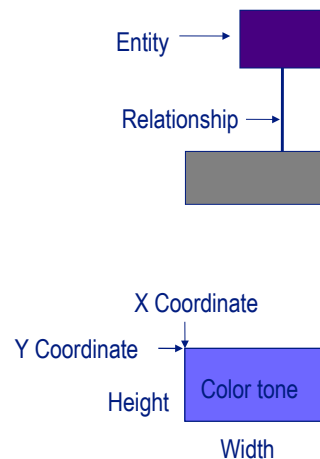 Entity
Relationship
X Coordinate
Y Coordinate
Height
Color tone
Width